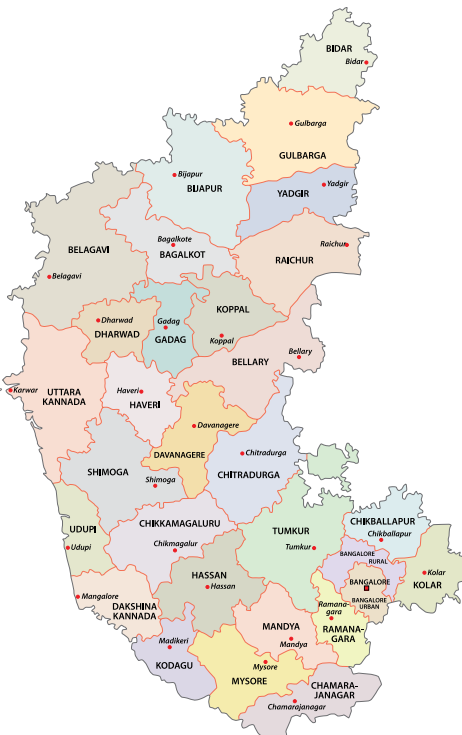 BIDAR
Bidar
Gulbarga
GULBARGA
Bijapur
BIJAPUR
Yadgir
YADGIR
BELAGAVI
Belagavi
Bagalkote
BAGALKOT
Raichur
RAICHUR
Dharwad
DHARWAD
Gadag
GADAG
KOPPAL
Koppal
Bellary
BELLARY
Karwar
UTTARA
KANNADA
Haveri
HAVERI
Davanagere
DAVANAGERE
Chitradurga
CHITRADURGA
SHIMOGA
Shimoga
UDUPI
Udupi
CHIKKAMAGALURU
Chikmagalur
TUMKUR
Tumkur
CHIKBALLAPUR
Chikballapur
BANGALORE
RURAL
Kolar
KOLAR
BANGALORE
BANGALORE
URBAN
HASSAN
Hassan
Mangalore
DAKSHINA
KANNADA
Ramana-
gara
RAMANA-
GARA
MANDYA
Mandya
Madikeri
KODAGU
Mysore
MYSORE
CHAMARA-
JANAGAR
Chamarajanagar